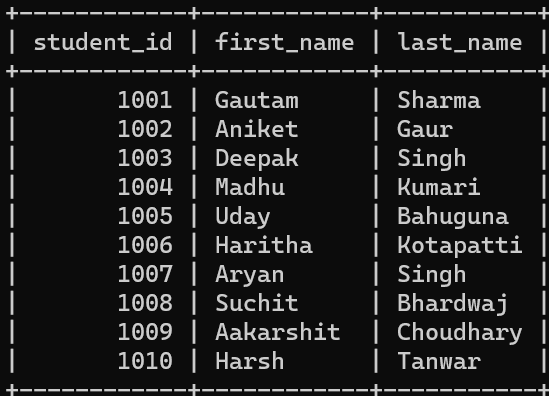 +------------+------------+-----------+
| student_id | first_name | last_name |
+------------+------------+-----------+
|       1001 | Gautam     | Sharma    |
|       1002 | Aniket     | Gaur      |
|       1003 | Deepak     | Singh     |
|       1004 | Madhu      | Kumari    |
|       1005 | Uday       | Bahuguna  |
|       1006 | Haritha    | Kotapatti |
|       1007 | Aryan      | Singh     |
|       1008 | Suchit     | Bhardwaj  |
|       1009 | Aakarshit  | Choudhary |
|       1010 | Harsh      | Tanwar    |
+------------+------------+-----------+